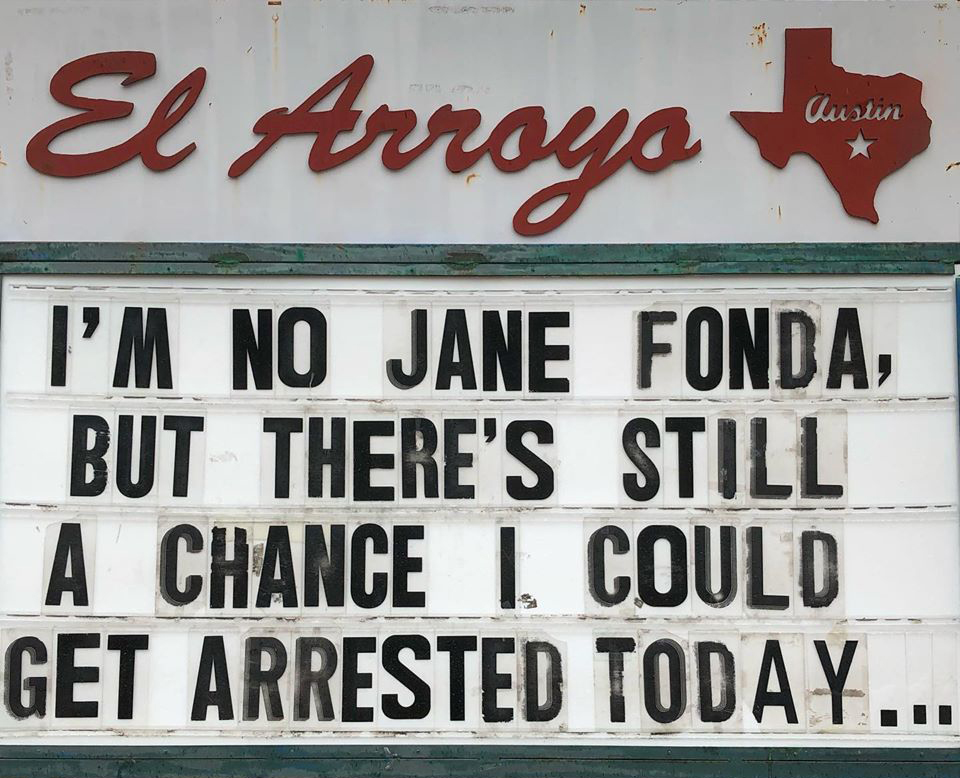 El Arroyo
Austin
I'M NO JANE FONDA,
BUT THERE'S STILL
A CHANCE I COULD
GET ARRESTED TODAY...